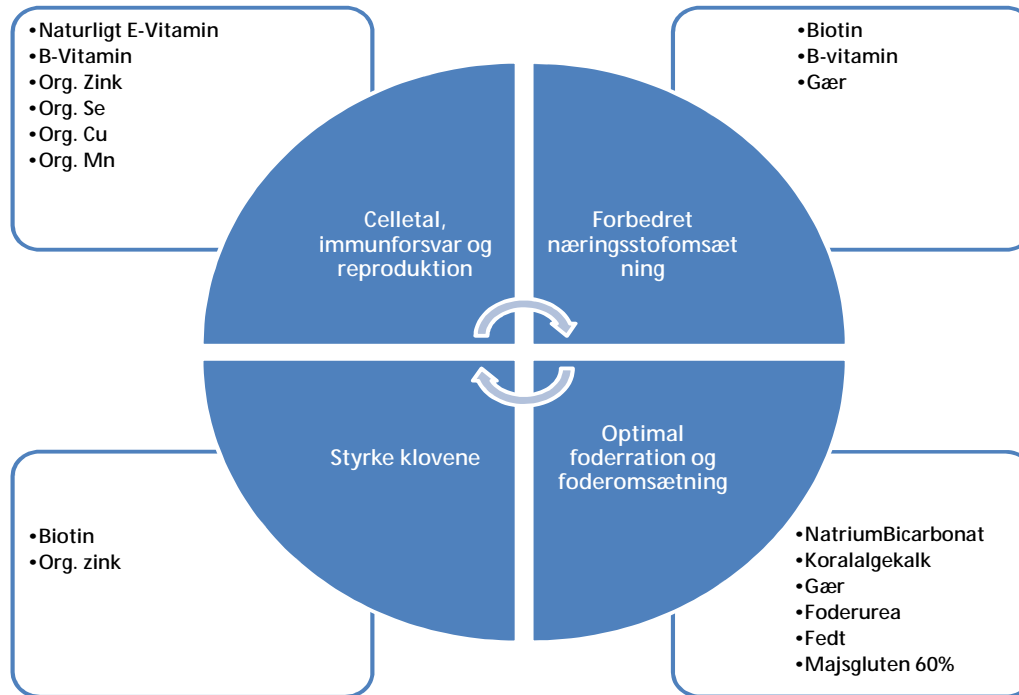 •Naturligt E-Vitamin
•B-Vitamin
•Org. Zink
•Org. Se
•Org. Cu
•Org. Mn
•Biotin
•B-vitamin
•Gær
Celletal,
immunforsvar og
reproduktion
Forbedret
næringsstofomsæt
ning
Styrke klovene
Optimal
foderration og
foderomsætning
•Biotin
•Org. zink
•NatriumBicarbonat
•Koralalgekalk
•Gær
•Foderurea
•Fedt
•Majsgluten 60%